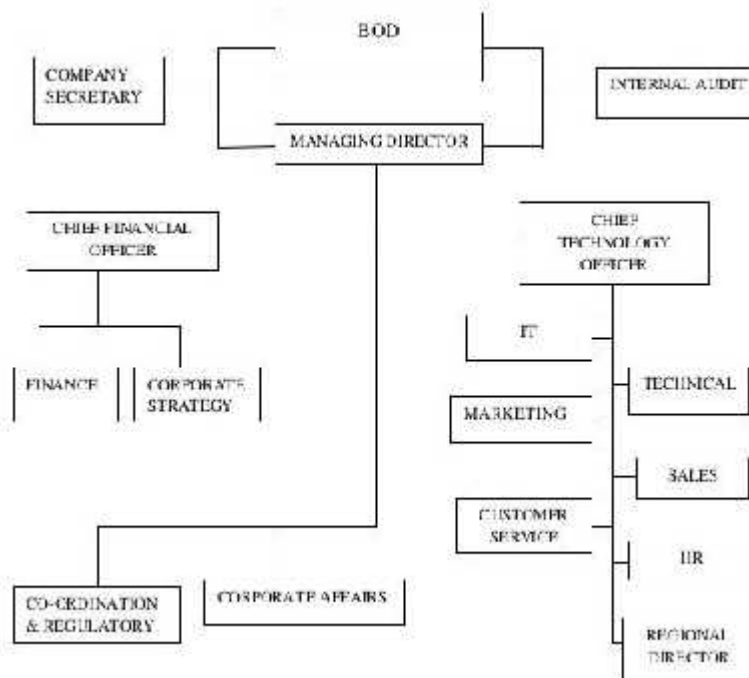 BOD
COMPANY
SECRETARY
INTERNAL AUDIT
MANAGING DIRECTOR
CHIEF FINANCIAL
OFFICER
CHIEF
TECHNOLOGY
OFFICER
IT
FINANCE
CORPORATE
STRATEGY
TECHNICAL
MARKETING
SALES
CUSTOMER
SERVICE
HR
CO-ORDINATION
& REGULATORY
CORPORATE AFFAIRS
REGIONAL
DIRECTOR